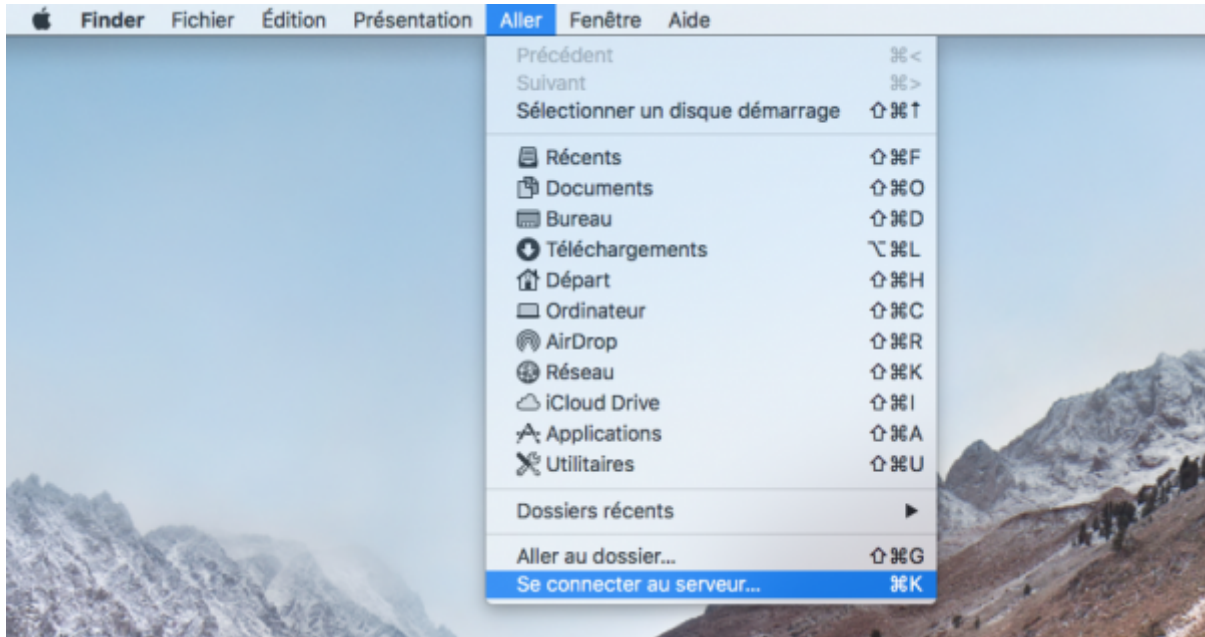 Finder Fichier Édition Présentation Aller Fenêtre Aide
Précédent ⌘<
Suivant ⌘>
Sélectionner un disque démarrage ⇧⌘↑
Récents ⇧⌘F
Documents ⇧⌘O
Bureau ⇧⌘D
Téléchargements ⌥⌘L
Départ ⇧⌘H
Ordinateur ⇧⌘C
AirDrop ⇧⌘R
Réseau ⇧⌘K
iCloud Drive ⇧⌘I
Applications ⇧⌘A
Utilitaires ⇧⌘U
Dossiers récents ▶
Aller au dossier... ⇧⌘G
Se connecter au serveur... ⌘K